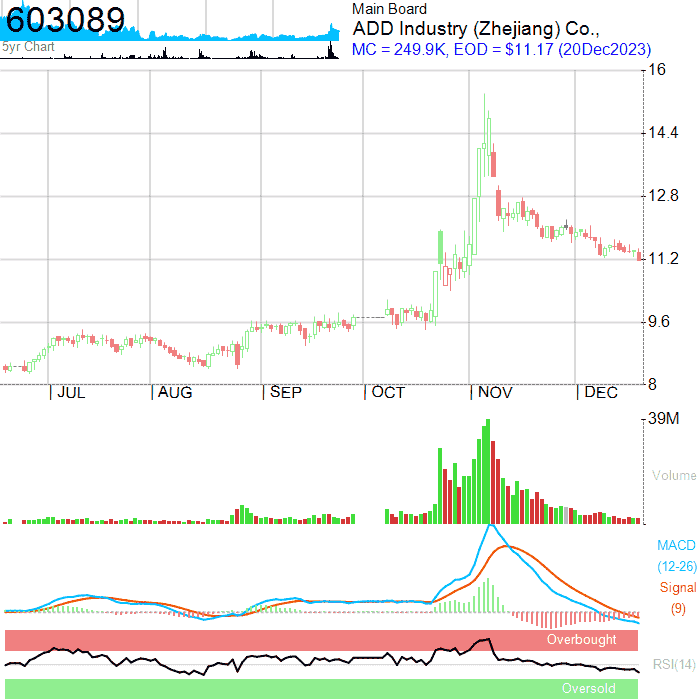 603089
5yr Chart
Main Board
ADD Industry (Zhejiang) Co.,
MC = 249.9K, EOD = $11.17 (20Dec2023)
16
14.4
12.8
11.2
9.6
8
JUL
AUG
SEP
OCT
NOV
DEC
39M
Volume
MACD
(12-26)
Signal
(9)
Overbought
RSI(14)
Oversold